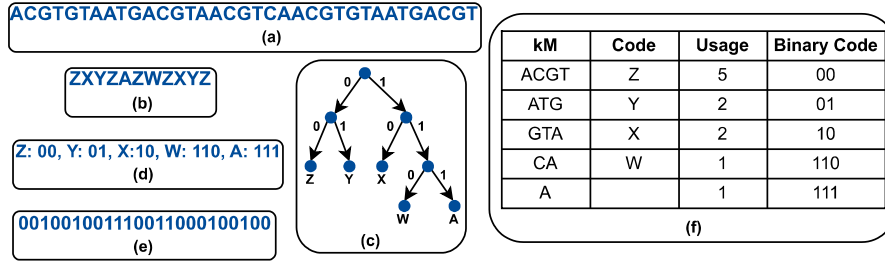 ACGTGTAATGACGTAACGTCAACGTGTAATGACGT
(a)
ZXYZAZWZXYZ
(b)
Z: 00, Y: 01, X:10, W: 110, A: 111
(d)
001001001110011000100100
(e)
0 1
0 1 0 1
Z Y X 0 1
W A
(c)
kM Code Usage Binary Code
ACGT Z 5 00
ATG Y 2 01
GTA X 2 10
CA W 1 110
A 1 111
(f)